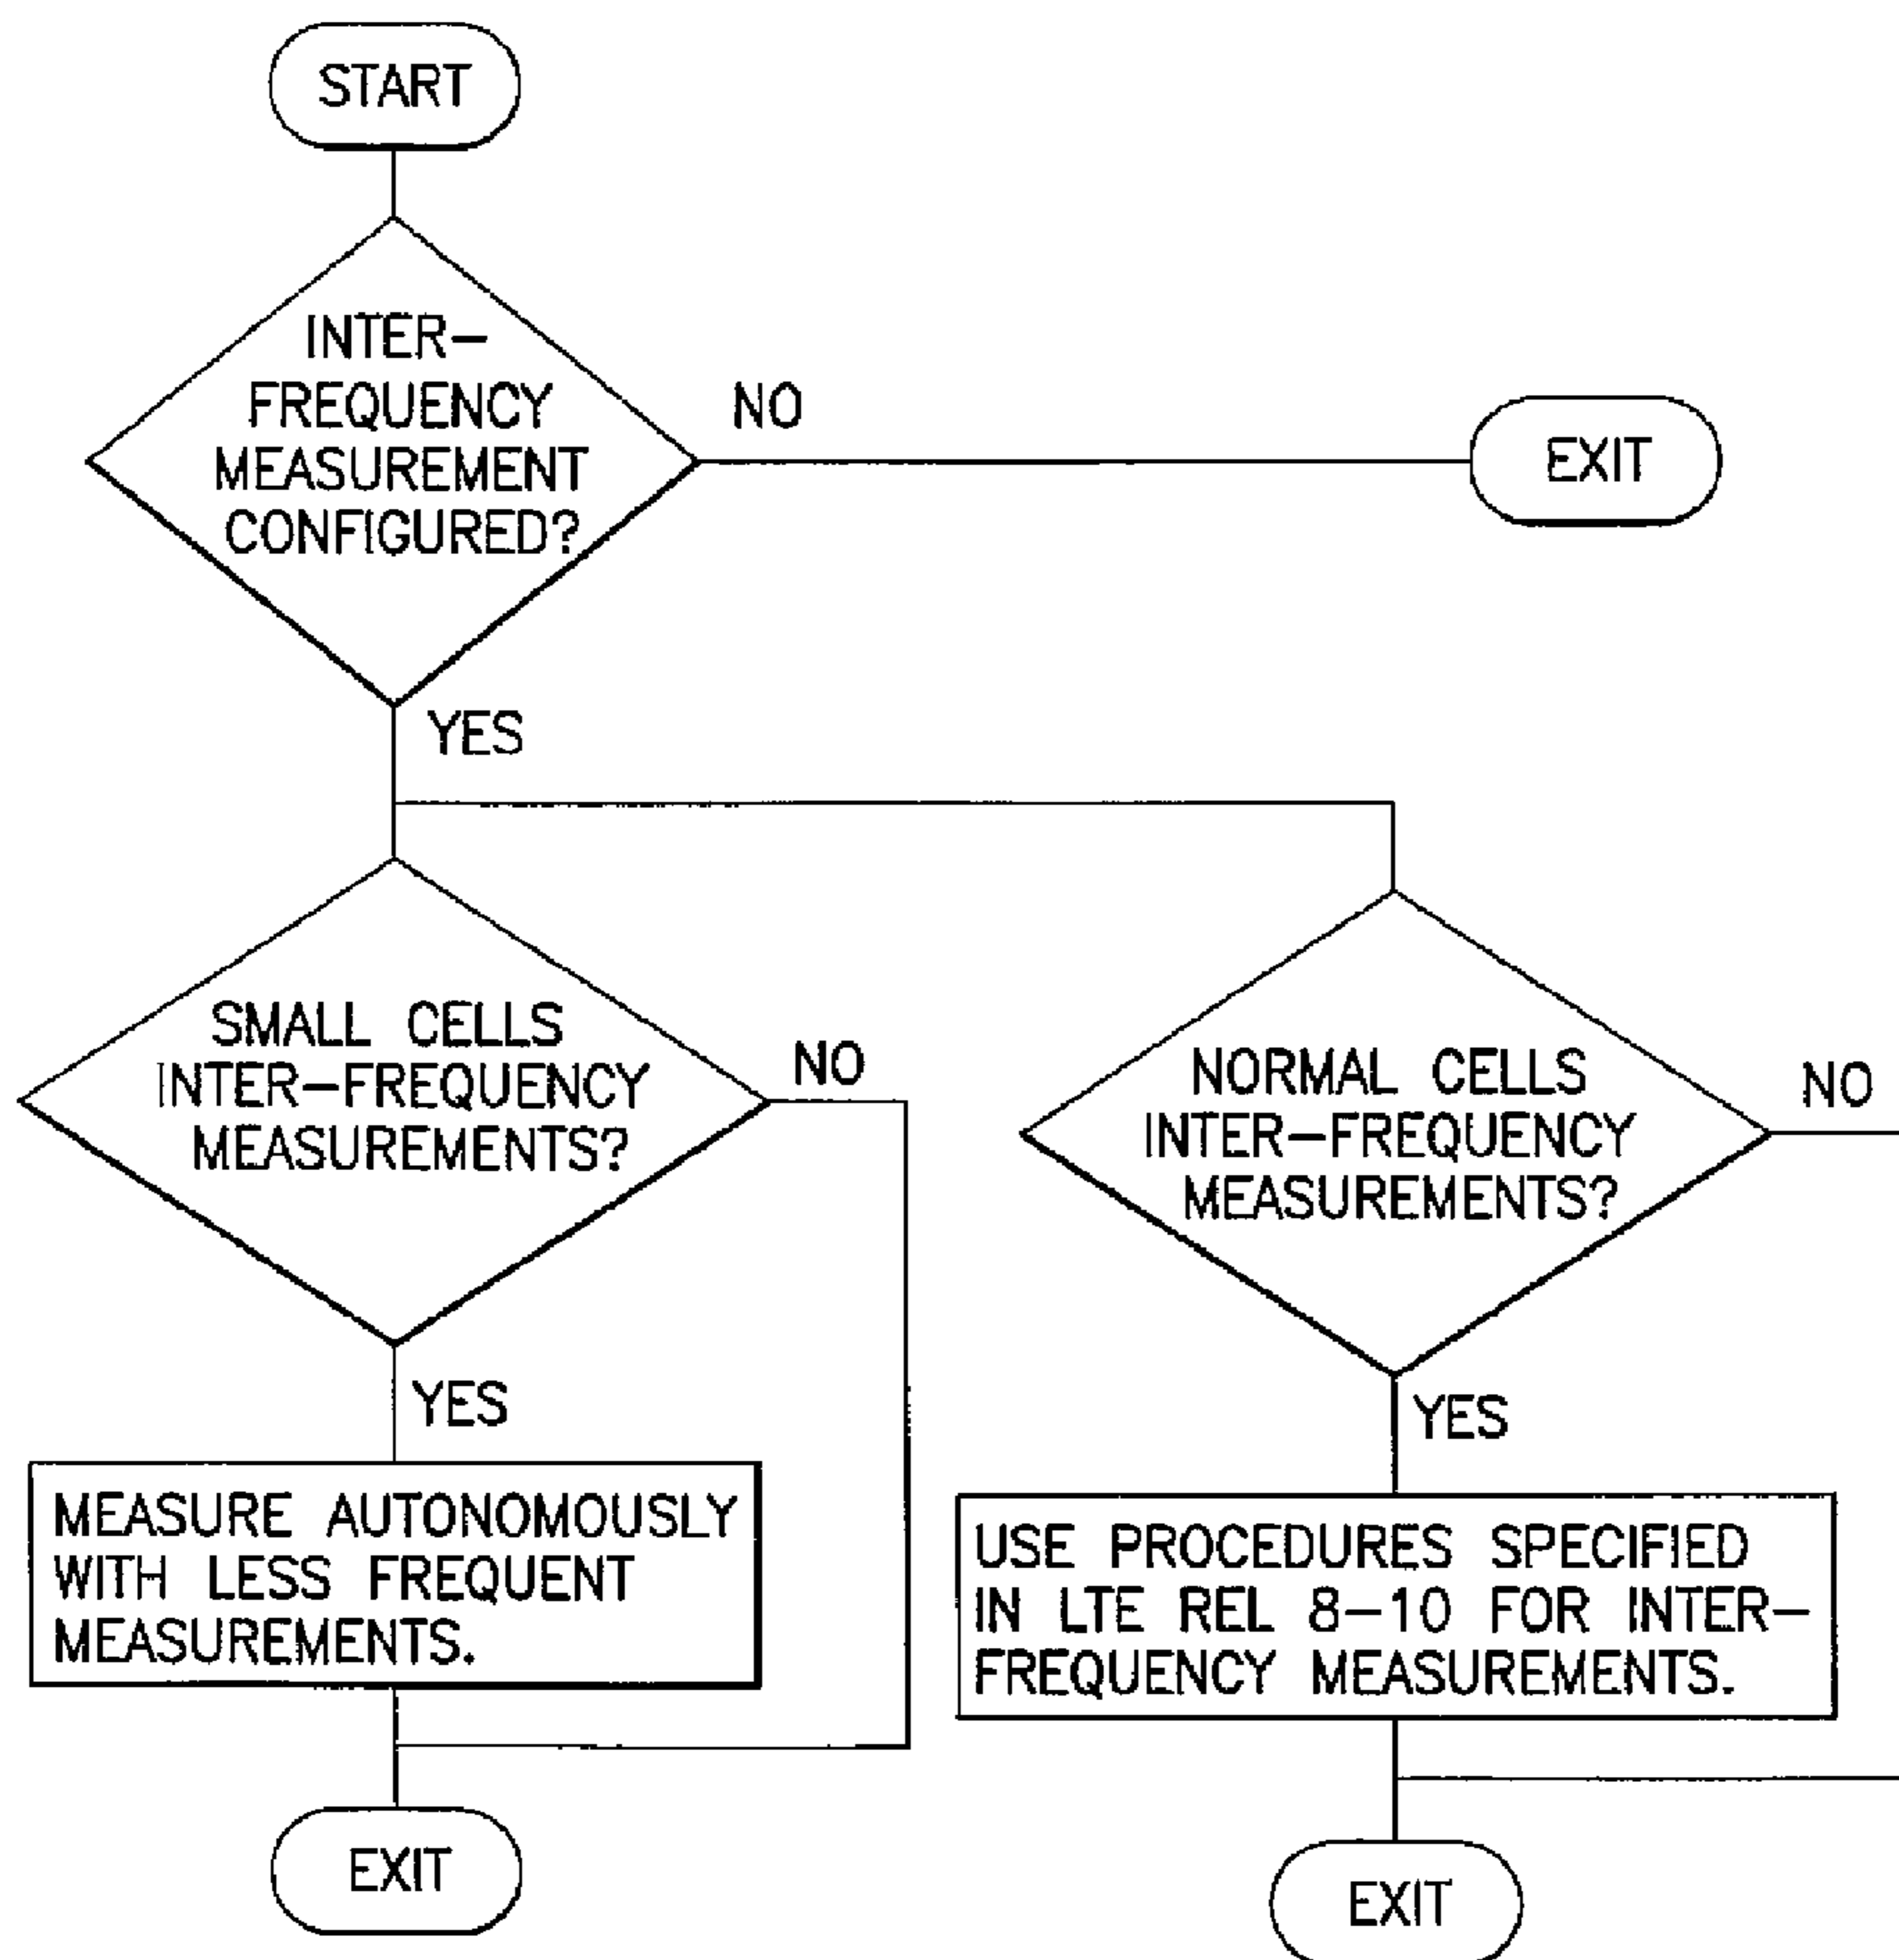 START
INTER-
FREQUENCY
MEASUREMENT
CONFIGURED?
NO
EXIT
YES
SMALL CELLS
INTER-FREQUENCY
MEASUREMENTS?
NO
NORMAL CELLS
INTER-FREQUENCY
MEASUREMENTS?
NO
YES
MEASURE AUTONOMOUSLY
WITH LESS FREQUENT
MEASUREMENTS.
YES
USE PROCEDURES SPECIFIED
IN LTE REL 8-10 FOR INTER-
FREQUENCY MEASUREMENTS.
EXIT
EXIT